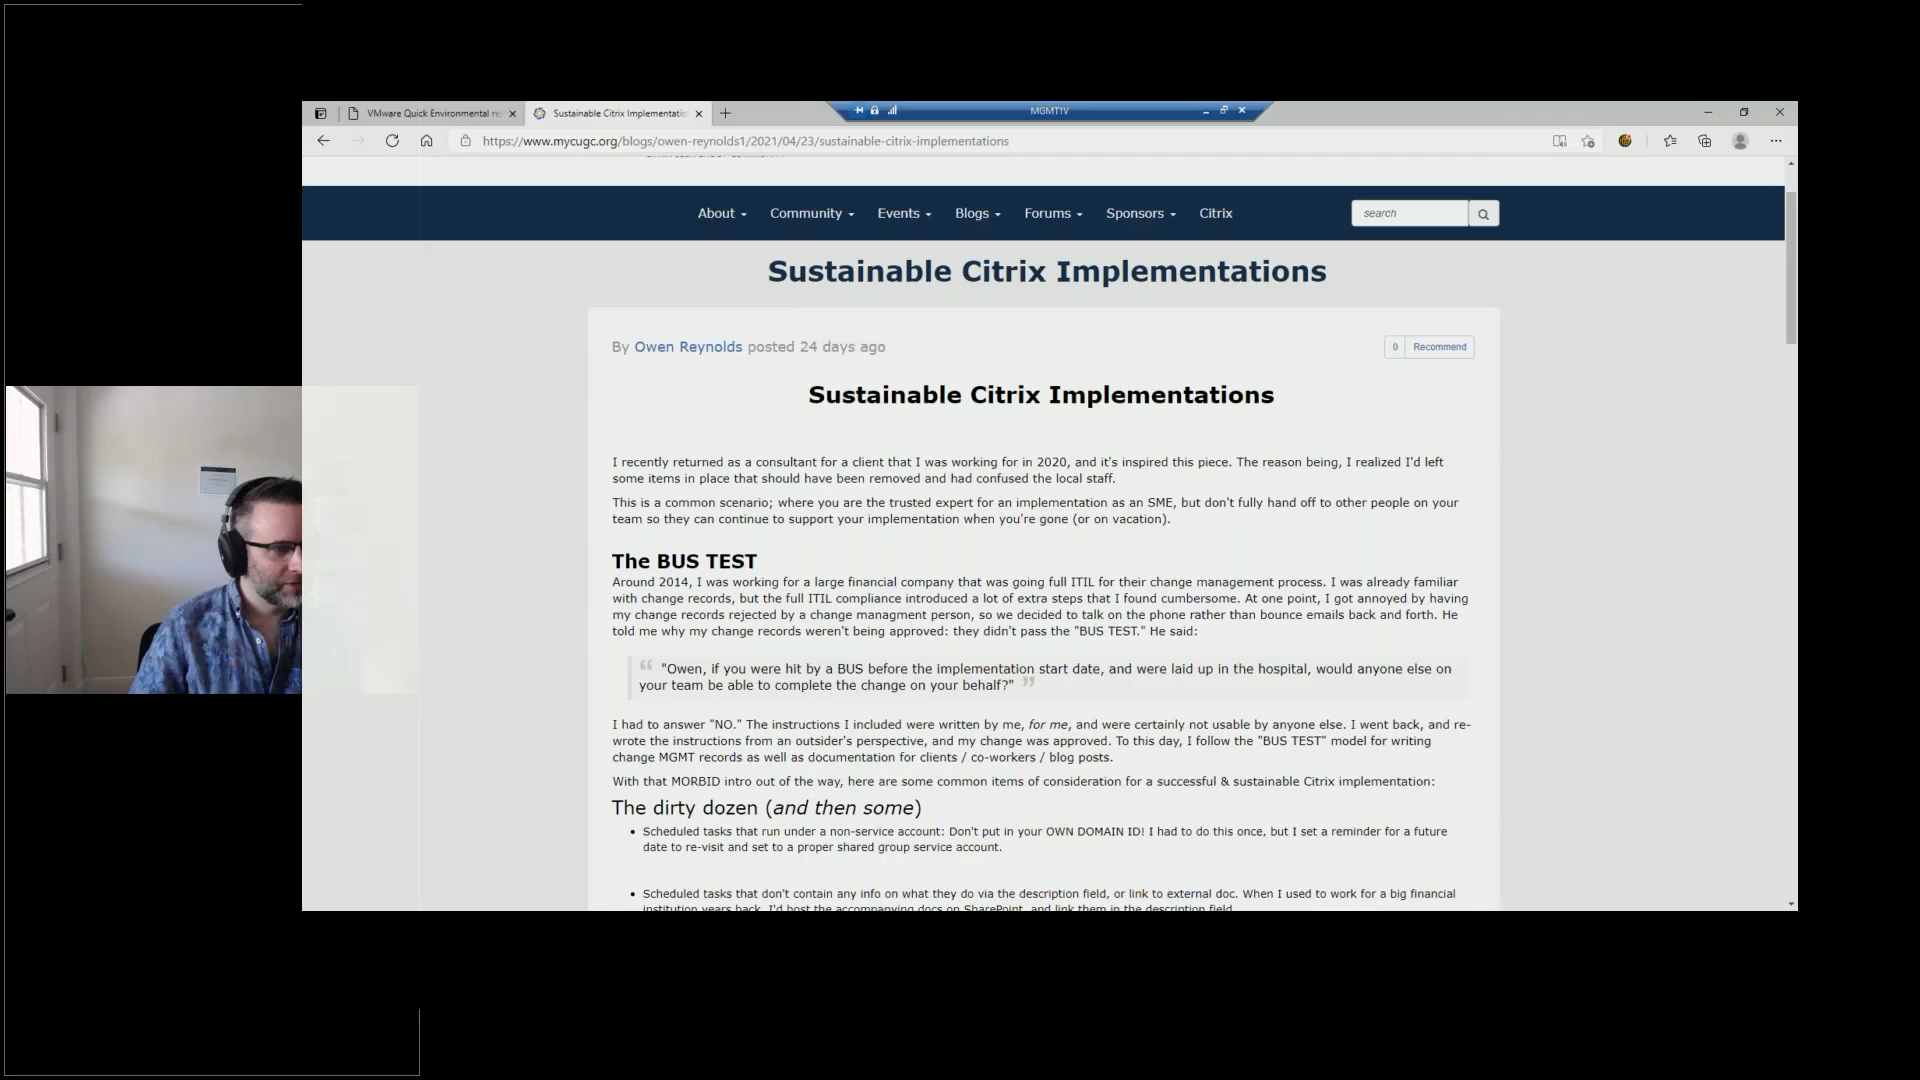 VMware Quick Environmental re
Sustainable Citrix Implementatio
MGMT1V
https://www.mycugc.org/blogs/owen-reynolds1/2021/04/23/sustainable-citrix-implementations
About
Community
Events
Blogs
Forums
Sponsors
Citrix
search
Sustainable Citrix Implementations
By Owen Reynolds posted 24 days ago
0 Recommend
Sustainable Citrix Implementations
I recently returned as a consultant for a client that I was working for in 2020, and it's inspired this piece. The reason being, I realized I'd left
some items in place that should have been removed and had confused the local staff.
This is a common scenario; where you are the trusted expert for an implementation as an SME, but don't fully hand off to other people on your
team so they can continue to support your implementation when you're gone (or on vacation).
The BUS TEST
Around 2014, I was working for a large financial company that was going full ITIL for their change management process. I was already familiar
with change records, but the full ITIL compliance introduced a lot of extra steps that I found cumbersome. At one point, I got annoyed by having
my change records rejected by a change managment person, so we decided to talk on the phone rather than bounce emails back and forth. He
told me why my change records weren't being approved: they didn't pass the "BUS TEST." He said:
“ "Owen, if you were hit by a BUS before the implementation start date, and were laid up in the hospital, would anyone else on
your team be able to complete the change on your behalf?" ”
I had to answer "NO." The instructions I included were written by me, for me, and were certainly not usable by anyone else. I went back, and re-
wrote the instructions from an outsider's perspective, and my change was approved. To this day, I follow the "BUS TEST" model for writing
change MGMT records as well as documentation for clients / co-workers / blog posts.
With that MORBID intro out of the way, here are some common items of consideration for a successful & sustainable Citrix implementation:
The dirty dozen (and then some)
• Scheduled tasks that run under a non-service account: Don't put in your OWN DOMAIN ID! I had to do this once, but I set a reminder for a future
date to re-visit and set to a proper shared group service account.
• Scheduled tasks that don't contain any info on what they do via the description field, or link to external doc. When I used to work for a big financial
institution years back, I'd host the accompanying docs on SharePoint, and link them in the description field.